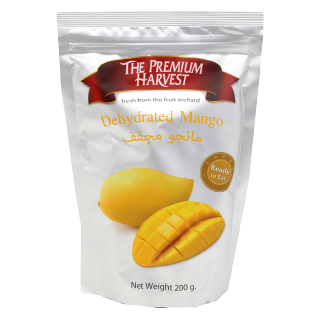 THE PREMIUM
HARVEST
fresh from the fruit orchard
Dehydrated Mango
مانجو مجفف
Ready
to Eat
Net Weight 200 g.